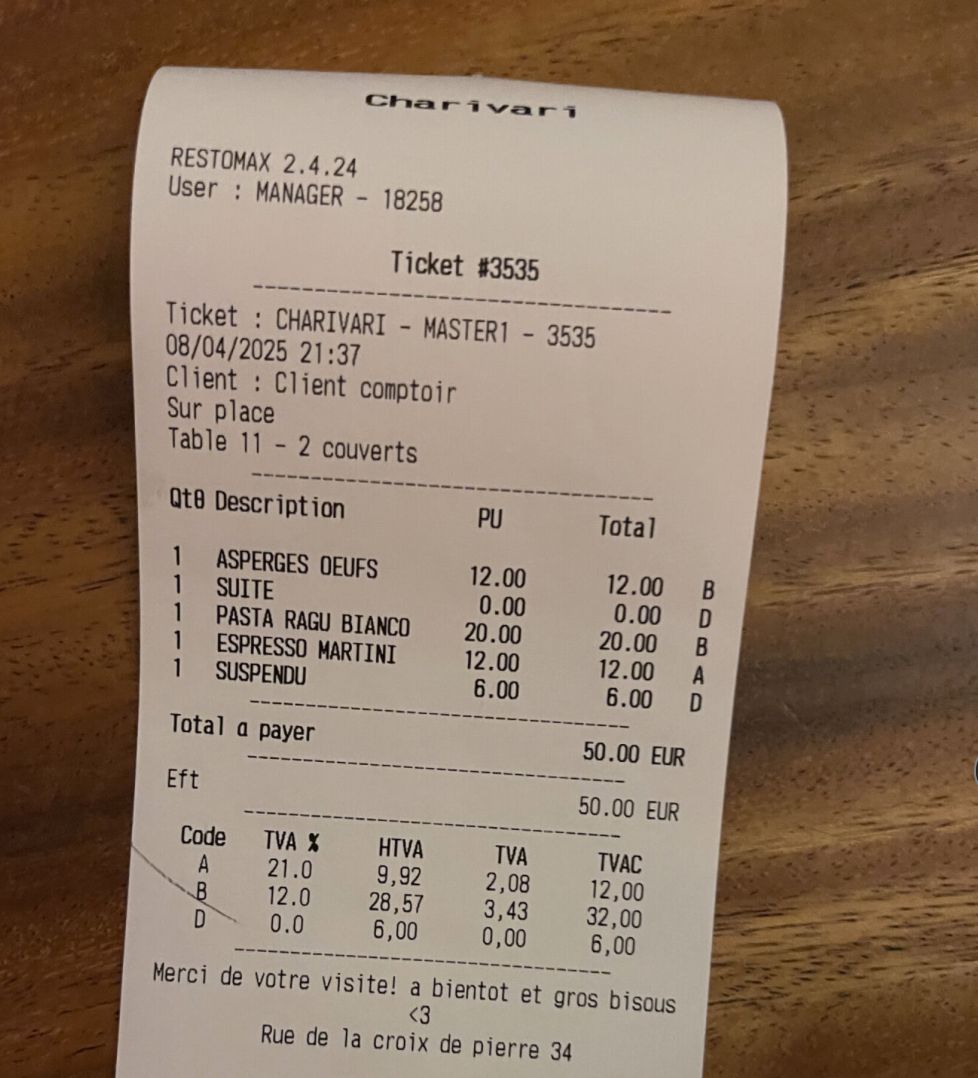 Charivari
RESTOMAX 2.4.24
User : MANAGER - 18258
Ticket #3535
Ticket : CHARIVARI - MASTER1 - 3535
08/04/2025 21:37
Client : Client comptoir
Sur place
Table 11 - 2 couverts
Qtθ Description PU Total
1 ASPERGES OEUFS 12.00 12.00 B
1 SUITE 0.00 0.00 D
1 PASTA RAGU BIANCO 20.00 20.00 B
1 ESPRESSO MARTINI 12.00 12.00 A
1 SUSPENDU 6.00 6.00 D
Total a payer 50.00 EUR
Eft 50.00 EUR
Code TVA % HTVA TVA TVAC
A 21.0 9,92 2,08 12,00
B 12.0 28,57 3,43 32,00
D 0.0 6,00 0,00 6,00
Merci de votre visite! a bientot et gros bisous
<3
Rue de la croix de pierre 34